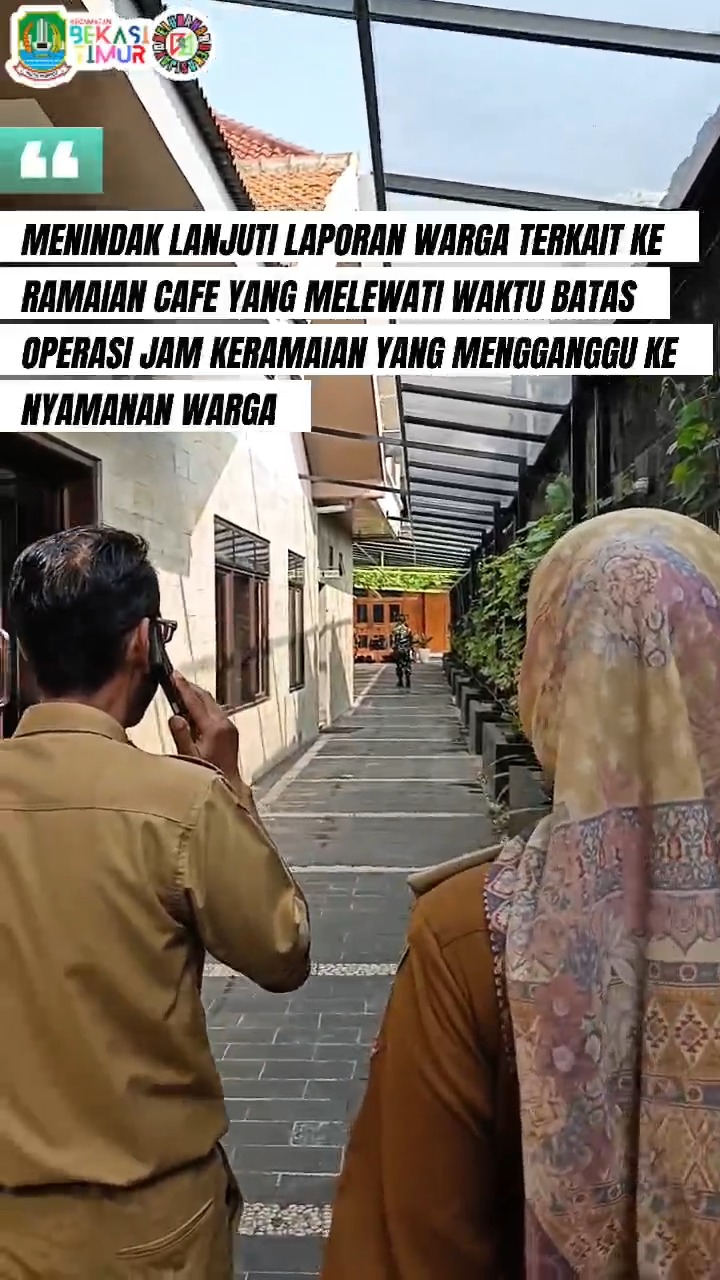 KECAMATAN
BEKASI
TIMUR
MENINDAK LANJUTI LAPORAN WARGA TERKAIT KE
RAMAIAN CAFE YANG MELEWATI WAKTU BATAS
OPERASI JAM KERAMAIAN YANG MENGGANGGU KE
NYAMANAN WARGA